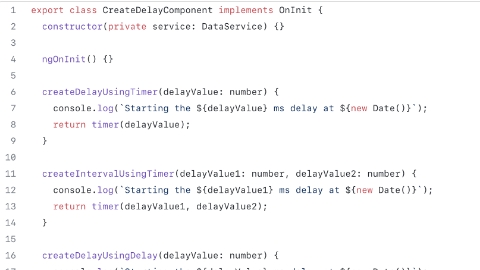 1 export class CreateDelayComponent implements OnInit {
2 constructor(private service: DataService) {}
3
4 ngOnInit() {}
5
6 createDelayUsingTimer(delayValue: number) {
7 console.log(`Starting the ${delayValue} ms delay at ${new Date()}`);
8 return timer(delayValue);
9 }
10
11 createIntervalUsingTimer(delayValue1: number, delayValue2: number) {
12 console.log(`Starting the ${delayValue1} ms delay at ${new Date()}`);
13 return timer(delayValue1, delayValue2);
14 }
15
16 createDelayUsingDelay(delayValue: number) {